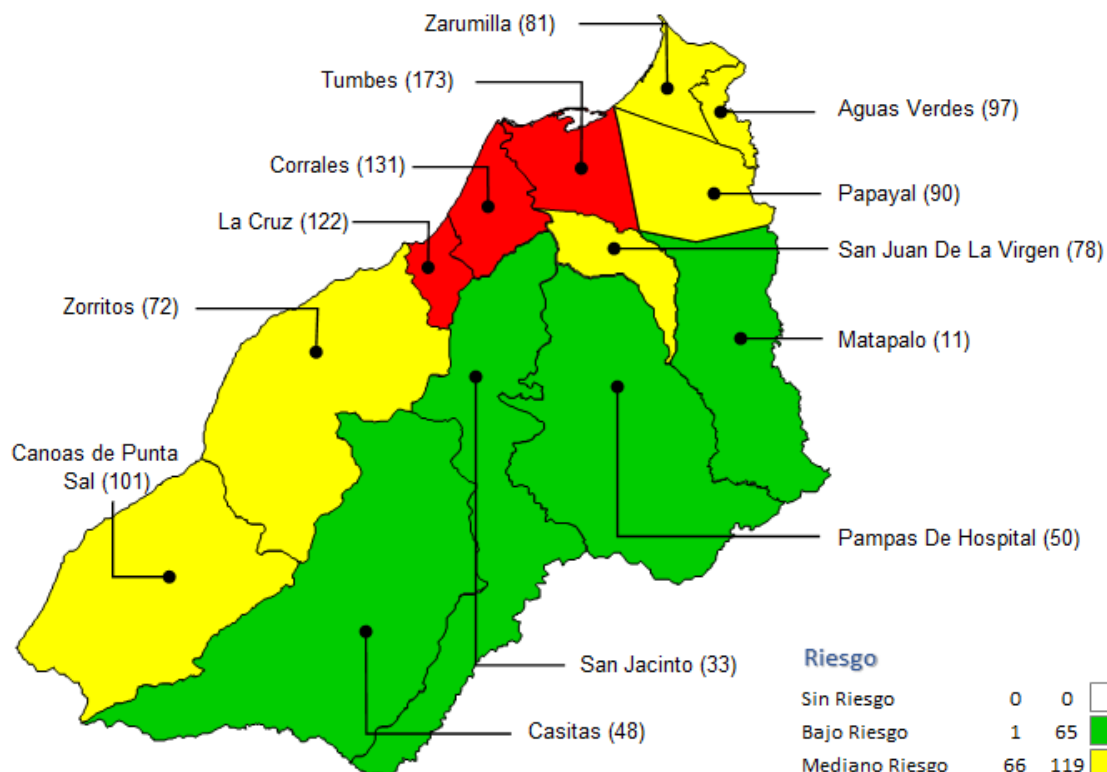 Zarumilla (81)
Tumbes (173)
Aguas Verdes (97)
Corrales (131)
Papayal (90)
La Cruz (122)
San Juan De La Virgen (78)
Zorritos (72)
Matapalo (11)
Canoas de Punta
Sal (101)
Pampas De Hospital (50)
San Jacinto (33)
Casitas (48)
Riesgo
Sin Riesgo 0 0
Bajo Riesgo 1 65
Mediano Riesgo 66 119